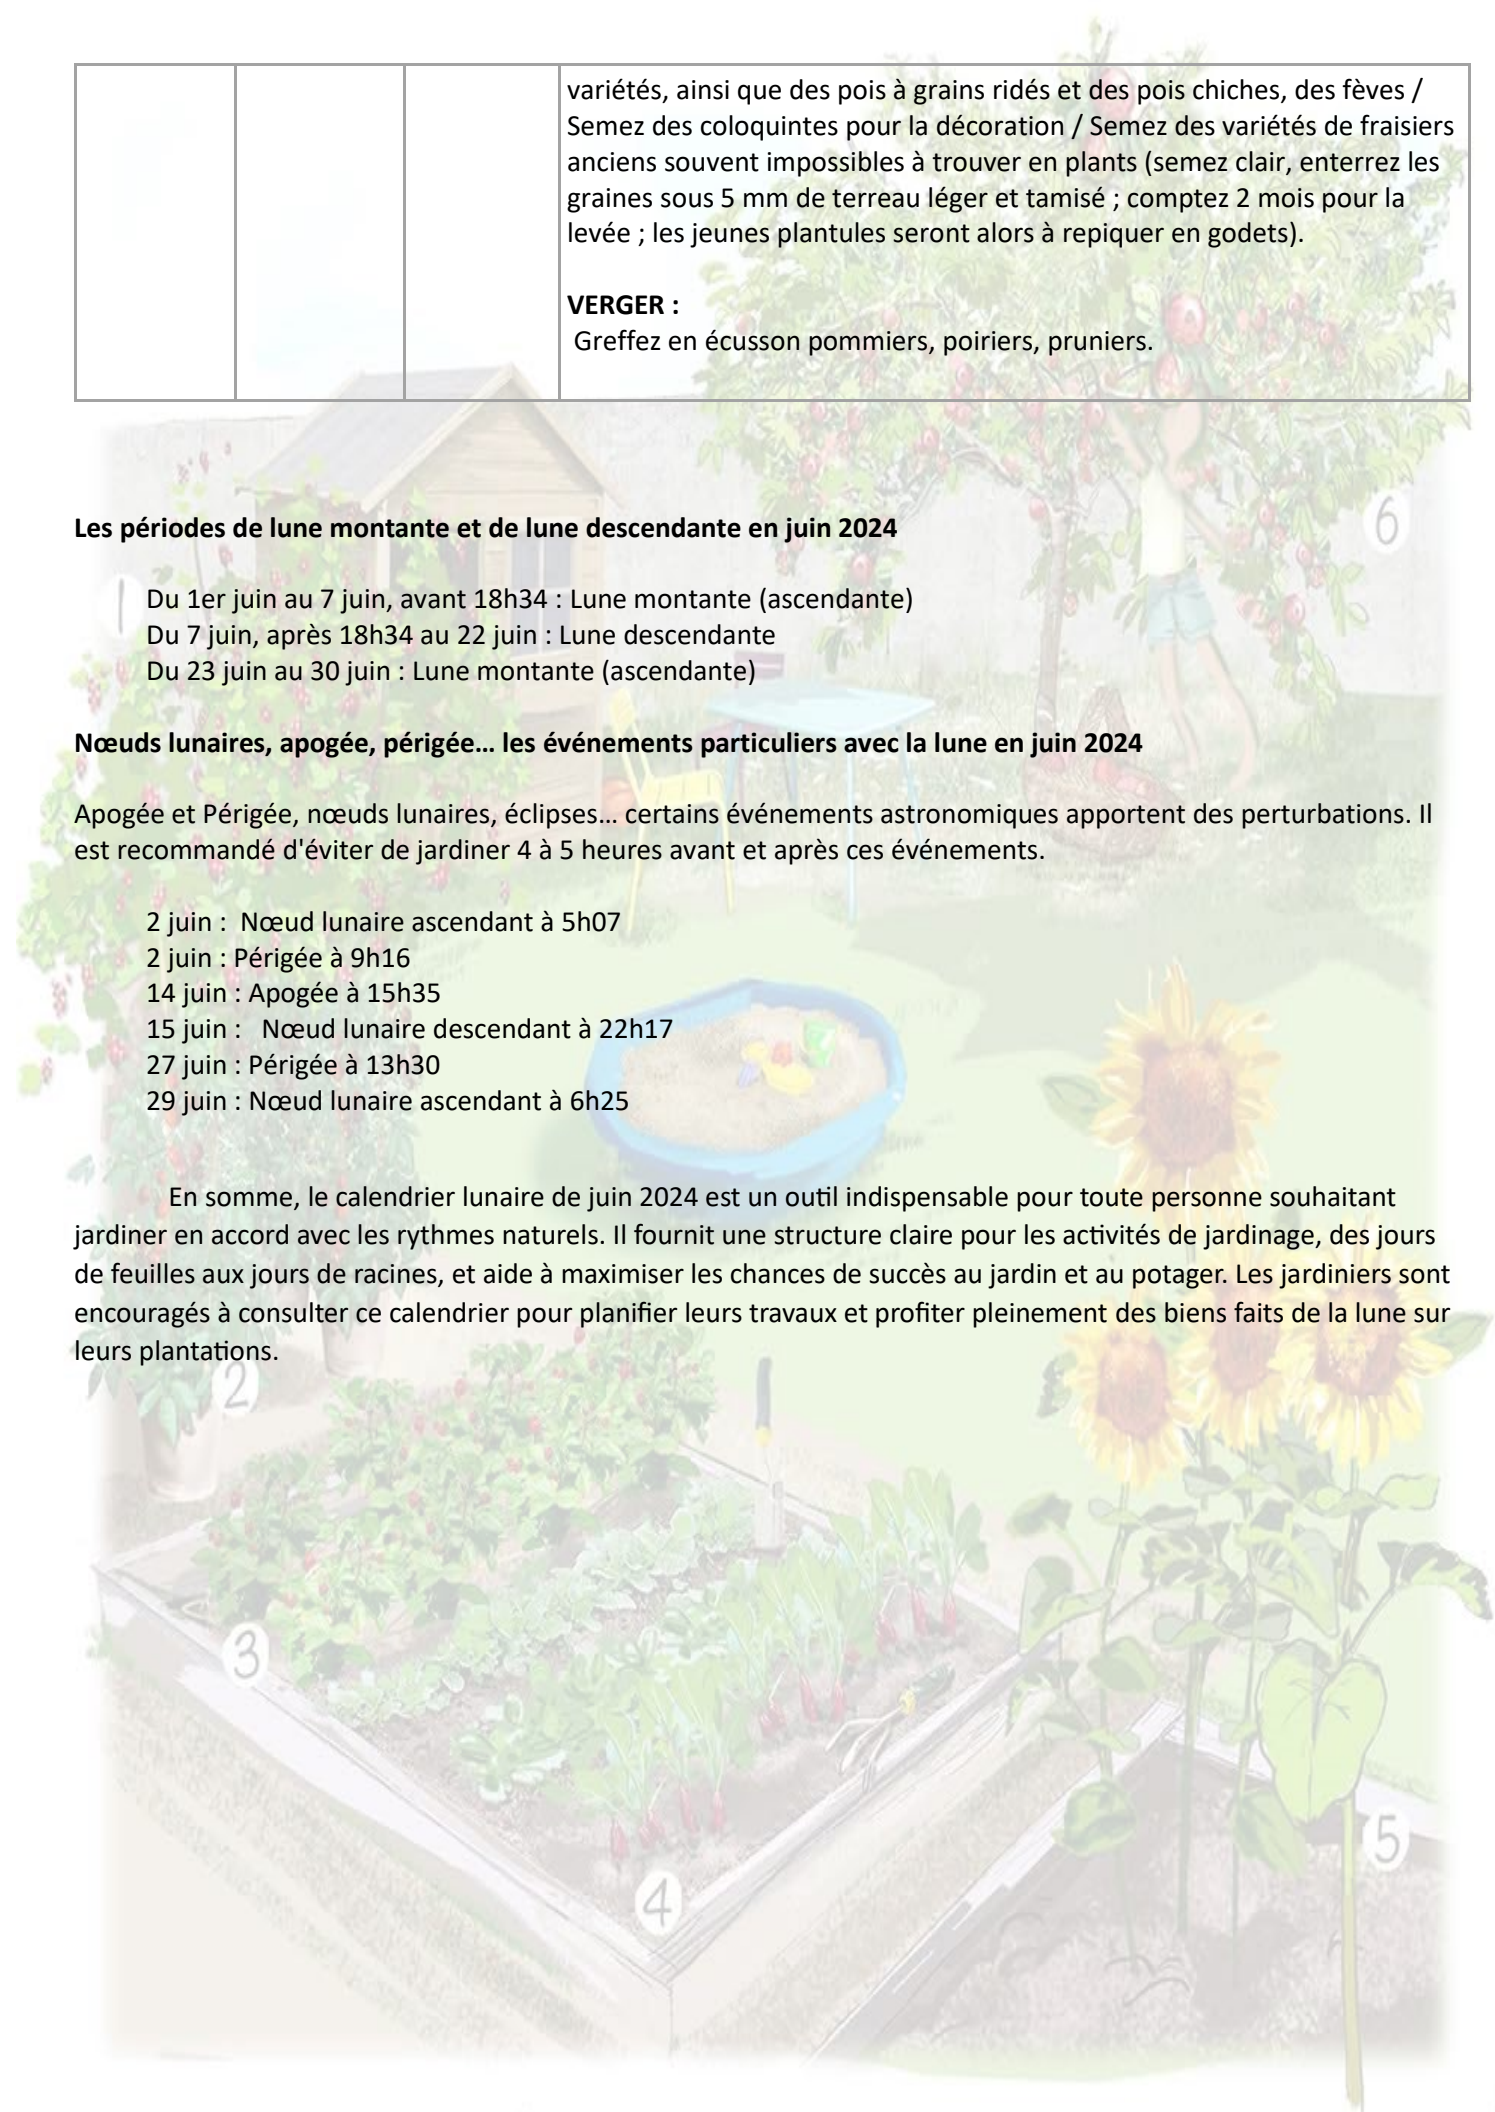 variétés, ainsi que des pois à grains ridés et des pois chiches, des fèves /
Semez des coloquintes pour la décoration / Semez des variétés de fraisiers
anciens souvent impossibles à trouver en plants (semez clair, enterrez les
graines sous 5 mm de terreau léger et tamisé ; comptez 2 mois pour la
levée ; les jeunes plantules seront alors à repiquer en godets).
VERGER :
Greffez en écusson pommiers, poiriers, pruniers.
Les périodes de lune montante et de lune descendante en juin 2024
6
1
Du 1er juin au 7 juin, avant 18h34 : Lune montante (ascendante)
Du 7 juin, après 18h34 au 22 juin : Lune descendante
Du 23 juin au 30 juin : Lune montante (ascendante)
Nœuds lunaires, apogée, périgée… les événements particuliers avec la lune en juin 2024
Apogée et Périgée, nœuds lunaires, éclipses… certains événements astronomiques apportent des perturbations. Il
est recommandé d'éviter de jardiner 4 à 5 heures avant et après ces événements.
2 juin :  Nœud lunaire ascendant à 5h07
2 juin : Périgée à 9h16
14 juin : Apogée à 15h35
15 juin :   Nœud lunaire descendant à 22h17
27 juin : Périgée à 13h30
29 juin : Nœud lunaire ascendant à 6h25
En somme, le calendrier lunaire de juin 2024 est un outil indispensable pour toute personne souhaitant
jardiner en accord avec les rythmes naturels. Il fournit une structure claire pour les activités de jardinage, des jours
de feuilles aux jours de racines, et aide à maximiser les chances de succès au jardin et au potager. Les jardiniers sont
encouragés à consulter ce calendrier pour planifier leurs travaux et profiter pleinement des biens faits de la lune sur
leurs plantations.
2
3
5
4